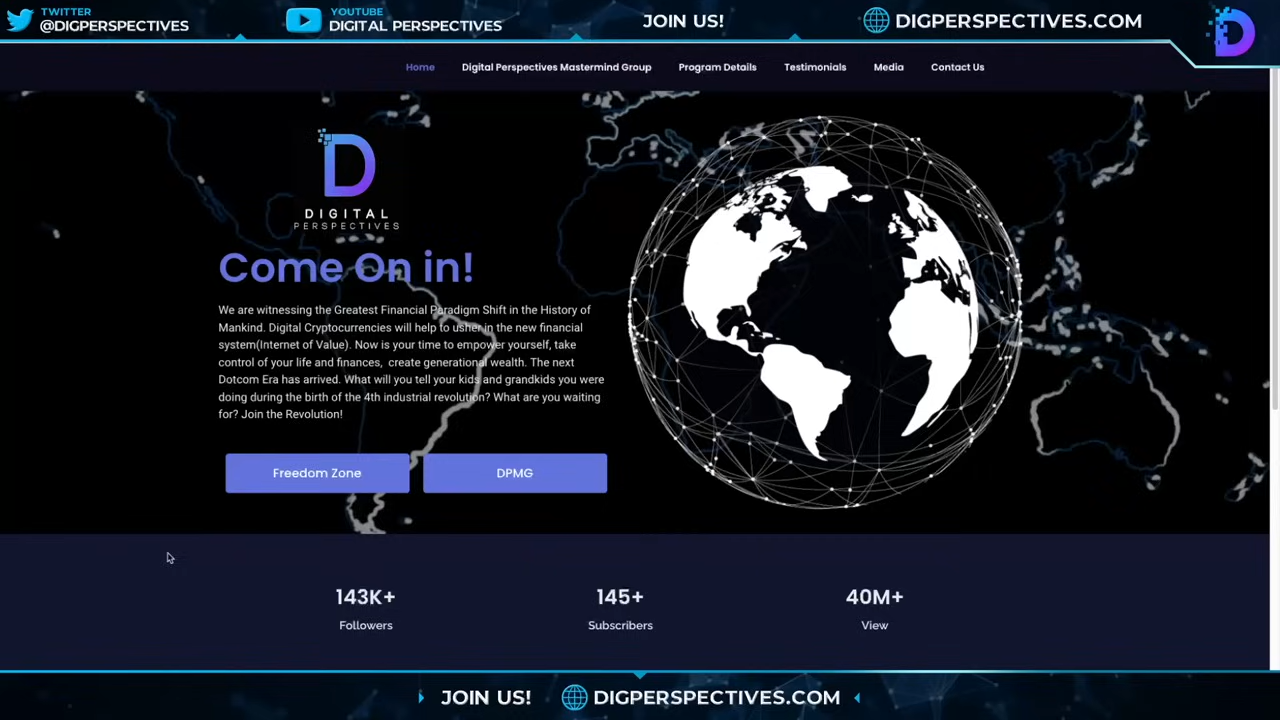 TWITTER
@DIGPERSPECTIVES
YOUTUBE
DIGITAL PERSPECTIVES
JOIN US!
DIGPERSPECTIVES.COM
D
Home
Digital Perspectives Mastermind Group
Program Details
Testimonials
Media
Contact Us
D
DIGITAL
PERSPECTIVES
Come On in!
We are witnessing the Greatest Financial Paradigm Shift in the History of
Mankind. Digital Cryptocurrencies will help to usher in the new financial
system(Internet of Value). Now is your time to empower yourself, take
control of your life and finances, create generational wealth. The next
Dotcom Era has arrived. What will you tell your kids and grandkids you were
doing during the birth of the 4th industrial revolution? What are you waiting
for? Join the Revolution!
Freedom Zone
DPMG
143K+
Followers
145+
Subscribers
40M+
View
JOIN US!
DIGPERSPECTIVES.COM